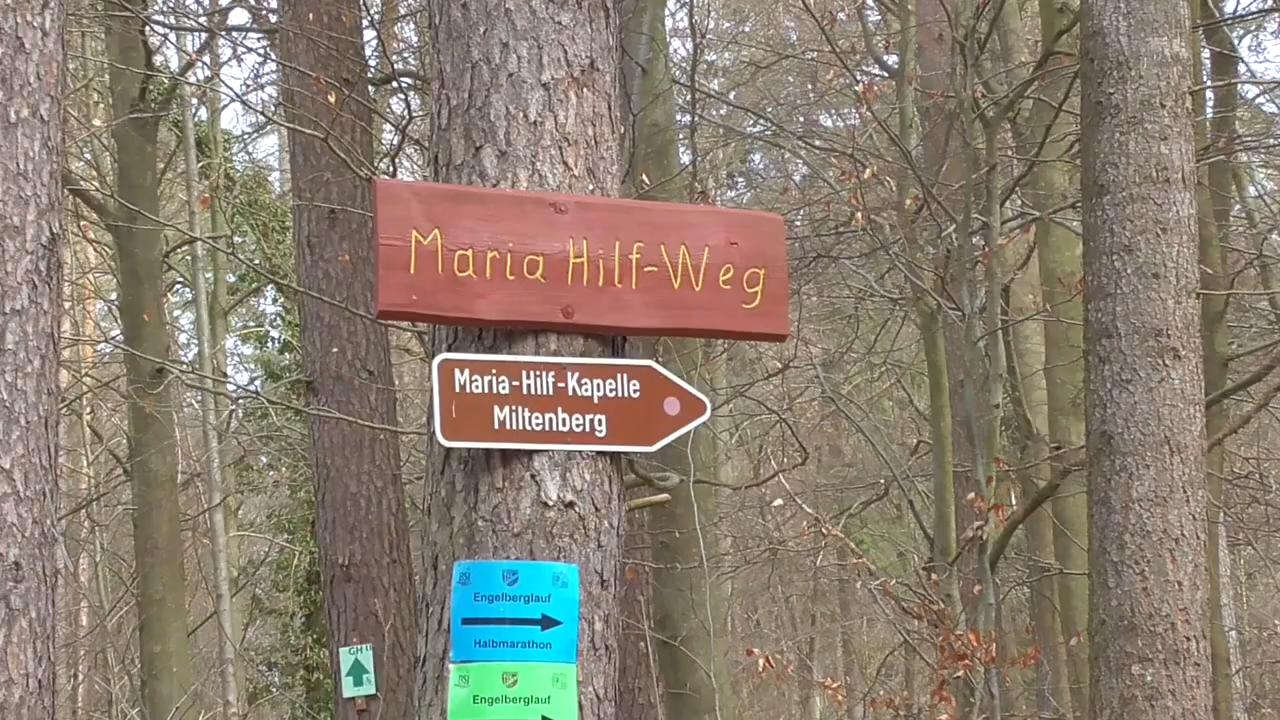 Maria Hilf-Weg
Maria-Hilf-Kapelle
Miltenberg
Engelberglauf
Halbmarathon
GH
Engelberglauf